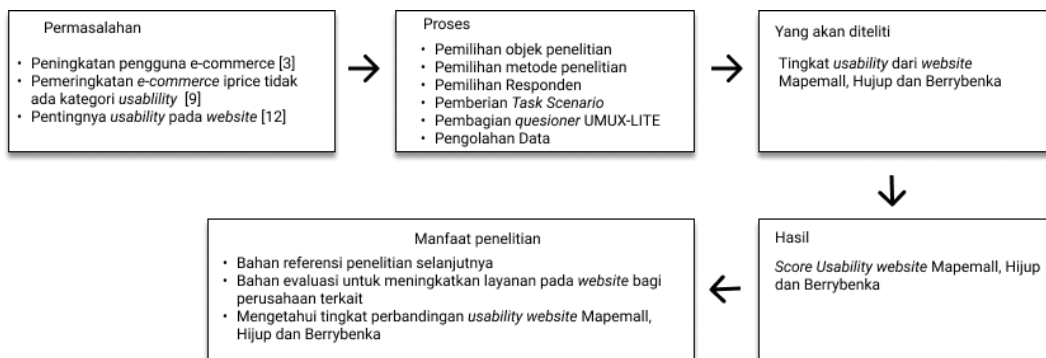 Permasalahan
• Peningkatan pengguna e-commerce [3]
• Pemeringkatan e-commerce iprice tidak
ada kategori usablility [9]
• Pentingnya usability pada website [12]
Proses
• Pemilihan objek penelitian
• Pemilihan metode penelitian
• Pemilihan Responden
• Pemberian Task Scenario
• Pembagian quesioner UMUX-LITE
• Pengolahan Data
Yang akan diteliti
Tingkat usability dari website
Mapemall, Hujup dan Berrybenka
Hasil
Score Usability website Mapemall, Hijup
dan Berrybenka
Manfaat penelitian
• Bahan referensi penelitian selanjutnya
• Bahan evaluasi untuk meningkatkan layanan pada website bagi
perusahaan terkait
• Mengetahui tingkat perbandingan usability website Mapemall,
Hijup dan Berrybenka